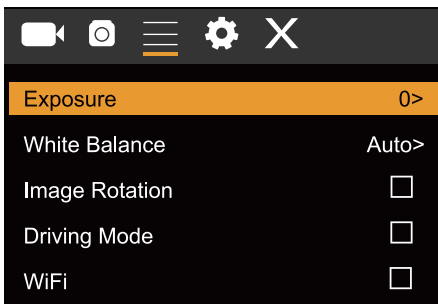 Exposure 0>
White Balance Auto>
Image Rotation
Driving Mode
WiFi